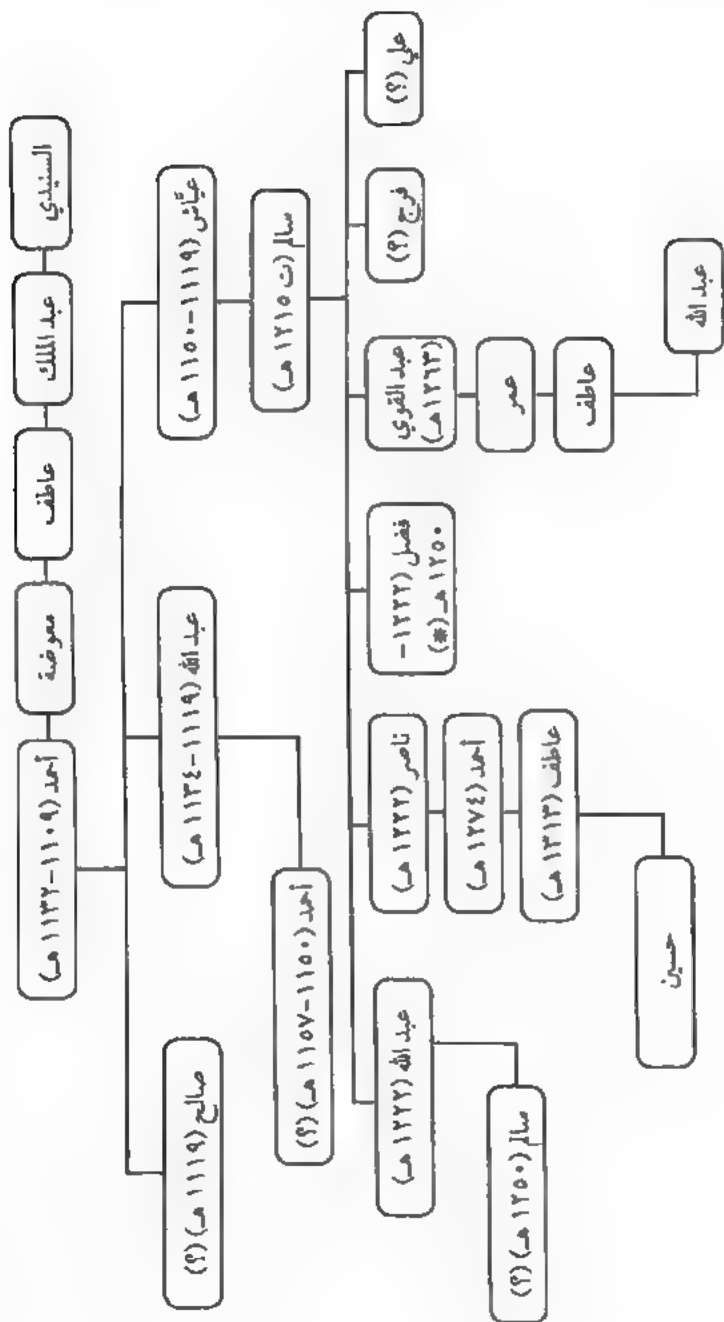 السنيدي
عبد الملك
عاطف
معوضة
أحمد (١١٠٩-١١٣٢ هـ)
عيَّاش (١١١٩-١١٥٠ هـ)
عبد الله (١١١٩-١١٣٤ هـ)
صالح (١١١٩ هـ) (؟)
سالم (ت ١٢١٥ هـ)
أحمد (١١٥٠-١١٥٧ هـ) (؟)
علي (؟)
فرج (؟)
عبد القوي
(١٢٦٣ هـ)
فضل (١٢٢٢-
١٢٥٠ هـ) (*)
ناصر (١٢٢٢ هـ)
عبد الله (١٢٢٢ هـ)
عمر
أحمد (١٢٧٤ هـ)
سالم (١٢٥٠ هـ) (؟)
عاطف
عاطف (١٣١٣ هـ)
عبد الله
حسين